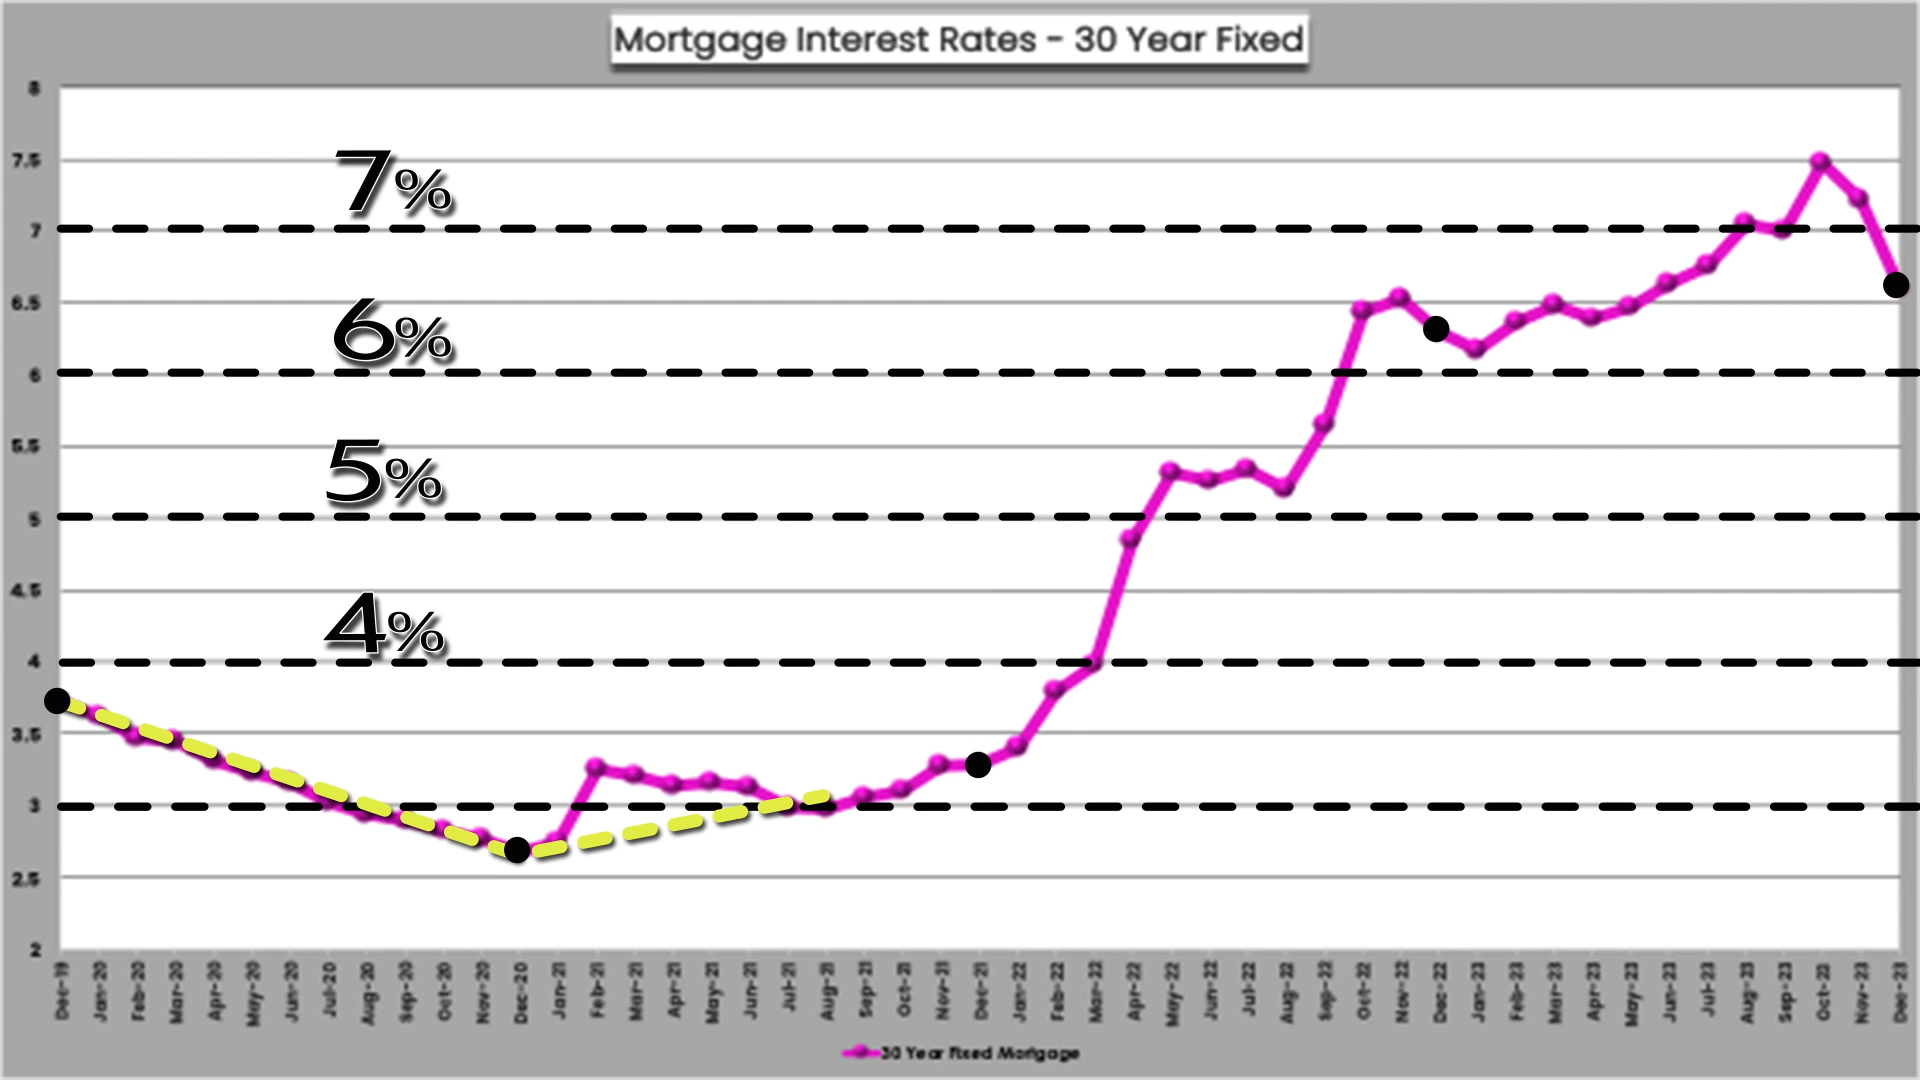 Mortgage Interest Rates - 30 Year Fixed
8
7.5
7%
7
6.5
6%
6
5.5
5%
5
4.5
4%
4
3.5
3
2.5
2
Dec-19
Jan-20
Feb-20
Mar-20
Apr-20
May-20
Jun-20
Jul-20
Aug-20
Sep-20
Oct-20
Nov-20
Dec-20
Jan-21
Feb-21
Mar-21
Apr-21
May-21
Jun-21
Jul-21
Aug-21
Sep-21
Oct-21
Nov-21
Dec-21
Jan-22
Feb-22
Mar-22
Apr-22
May-22
Jun-22
Jul-22
Aug-22
Sep-22
Oct-22
Nov-22
Dec-22
Jan-23
Feb-23
Mar-23
Apr-23
May-23
Jun-23
Jul-23
Aug-23
Sep-23
Oct-23
Nov-23
Dec-23
30 Year Fixed Mortgage